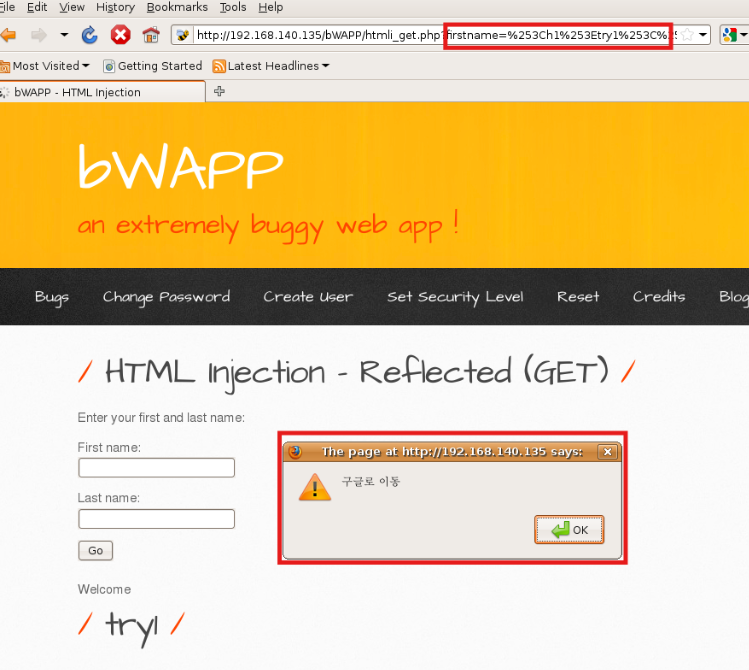 File Edit View History Bookmarks Tools Help
http://192.168.140.135/bWAPP/htmli_get.php?firstname=%253Ch1%253Etry1%253C%25
Most Visited Getting Started Latest Headlines
bWAPP - HTML Injection
bWAPP
an extremely buggy web app !
Bugs Change Password Create User Set Security Level Reset Credits Blog
/ HTML Injection - Reflected (GET) /
Enter your first and last name:
First name:
The page at http://192.168.140.135 says:
구글로 이동
OK
Last name:
Go
Welcome
/ try1 /